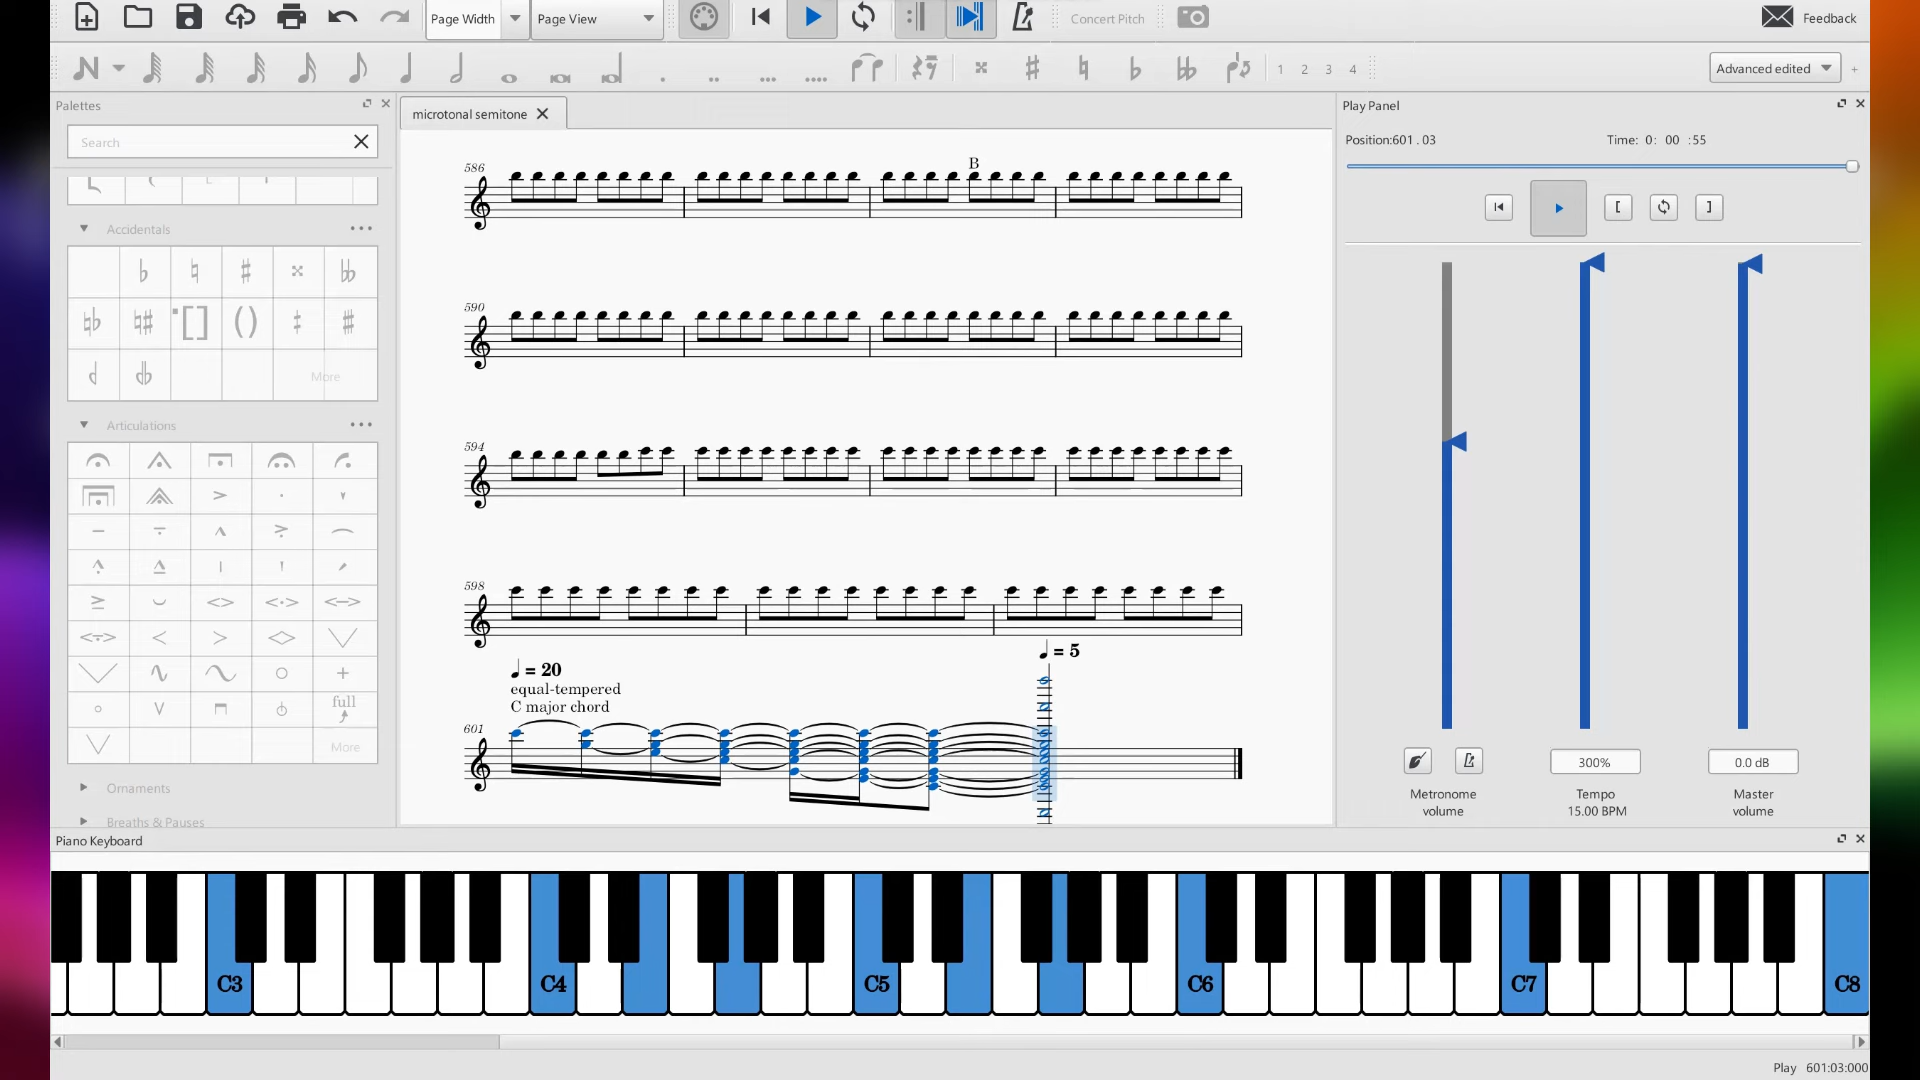 Page Width
Page View
Concert Pitch
Feedback
1 2 3 4
Advanced edited
+
Palettes
Search
Accidentals
More
Articulations
full
More
Ornaments
Breaths & Pauses
microtonal semitone
586
B
590
594
598
= 5
= 20
equal-tempered
C major chord
601
Play Panel
Position:601 . 03
Time: 0: 00 :55
[
]
300%
0.0 dB
Metronome
volume
Tempo
15.00 BPM
Master
volume
Piano Keyboard
C3
C4
C5
C6
C7
C8
Play 601:03:000